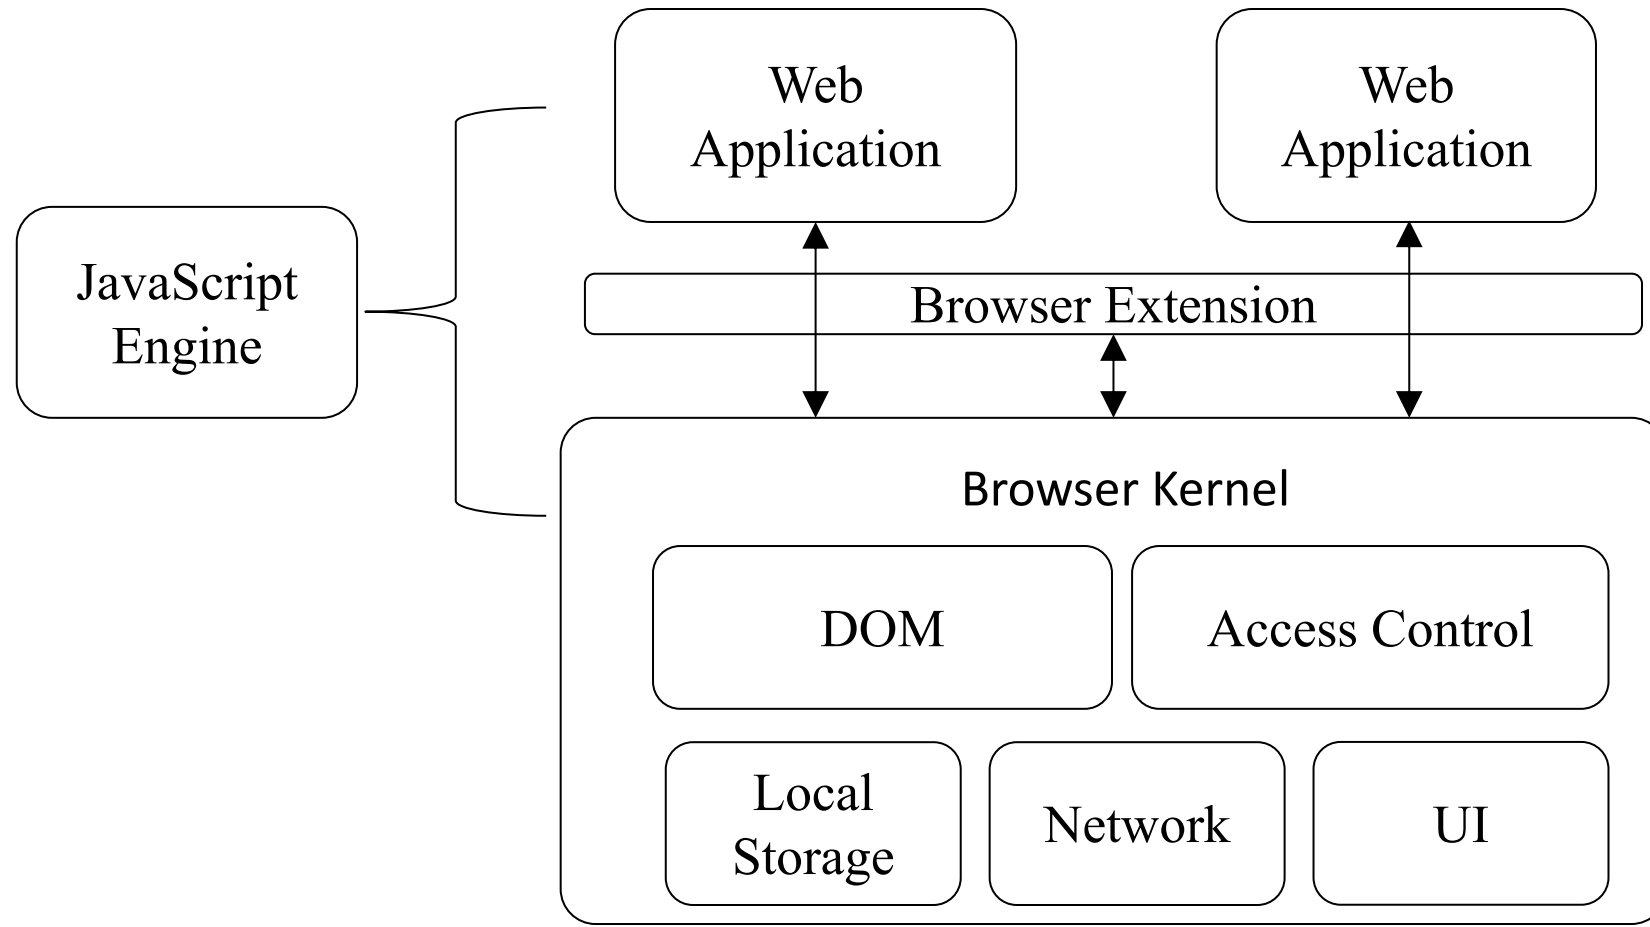 Web
Application
Web
Application
JavaScript
Engine
Browser Extension
Browser Kernel
DOM
Access Control
Local
Storage
Network
UI